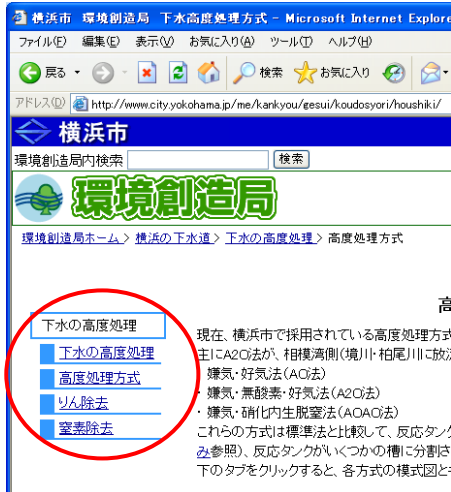 横浜市 環境創造局 下水高度処理方式 - Microsoft Internet Explore
ファイル(F) 編集(E) 表示(V) お気に入り(A) ツール(T) ヘルプ(H)
戻る 検索 お気に入り
アドレス(D) http://www.city.yokohama.jp/me/kankyou/gesui/koudosyori/houshiki/
横浜市
環境創造局内検索 検索
環境創造局
環境創造局ホーム > 横浜の下水道 > 下水の高度処理 > 高度処理方式
高
下水の高度処理
下水の高度処理
高度処理方式
りん除去
窒素除去
現在、横浜市で採用されている高度処理方式
主にA2O法が、相模湾側(境川・柏尾川に放流
・嫌気・好気法(AO法)
・嫌気・無酸素・好気法(A2O法)
・嫌気・硝化内生脱窒法(AOAO法)
これらの方式は標準法と比較して、反応タンク
み参照)、反応タンクがいくつかの槽に分割さ
下のタブをクリックすると、各方式の模式図と